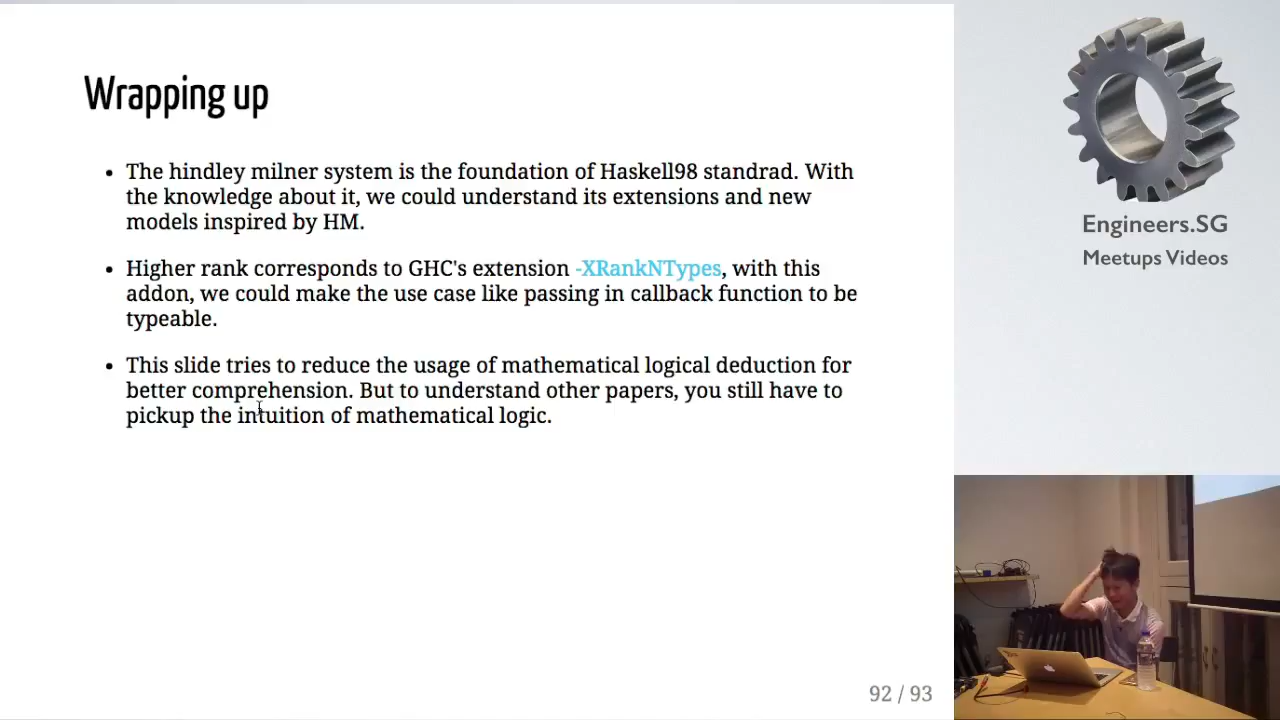 Wrapping up
• The hindley milner system is the foundation of Haskell98 standrad. With
the knowledge about it, we could understand its extensions and new
models inspired by HM.
• Higher rank corresponds to GHC's extension -XRankNTypes, with this
addon, we could make the use case like passing in callback function to be
typeable.
• This slide tries to reduce the usage of mathematical logical deduction for
better comprehension. But to understand other papers, you still have to
pickup the intuition of mathematical logic.
92 / 93
Engineers.SG
Meetups Videos